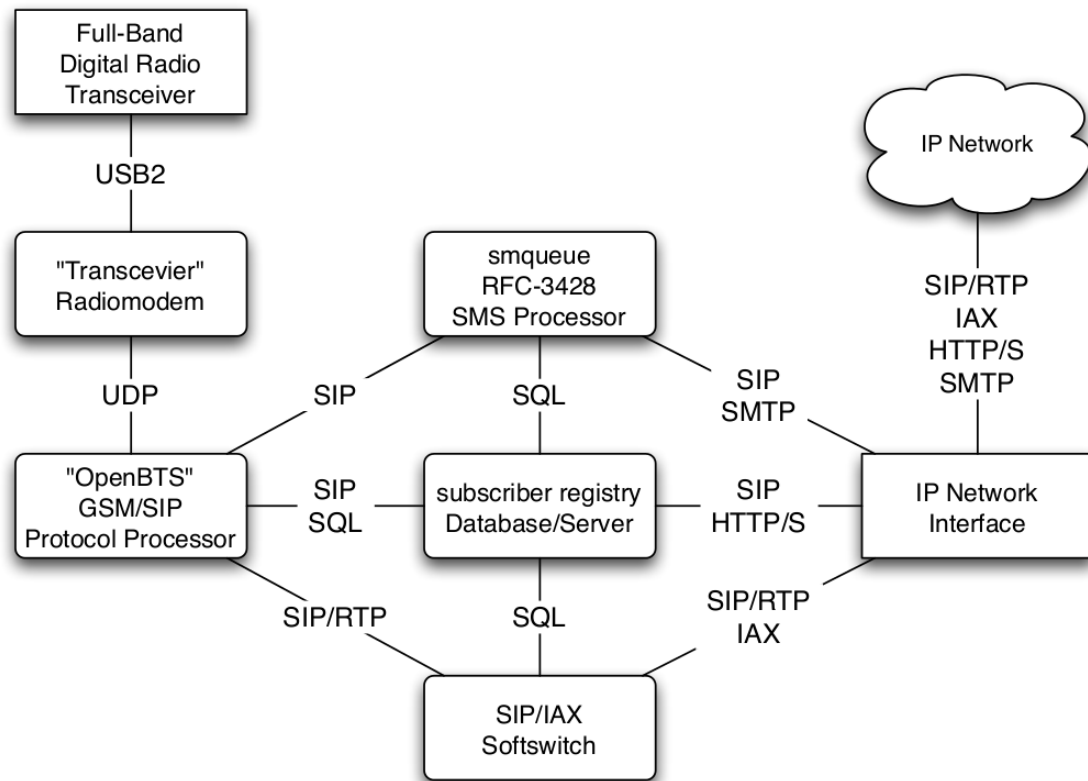 Full-Band
Digital Radio
Transceiver
USB2
"Transcevier"
Radiomodem
UDP
"OpenBTS"
GSM/SIP
Protocol Processor
smqueue
RFC-3428
SMS Processor
SIP
SQL
SIP
SMTP
SIP
SQL
subscriber registry
Database/Server
SIP
HTTP/S
SIP/RTP
SQL
SIP/RTP
IAX
SIP/IAX
Softswitch
IP Network
SIP/RTP
IAX
HTTP/S
SMTP
IP Network
Interface